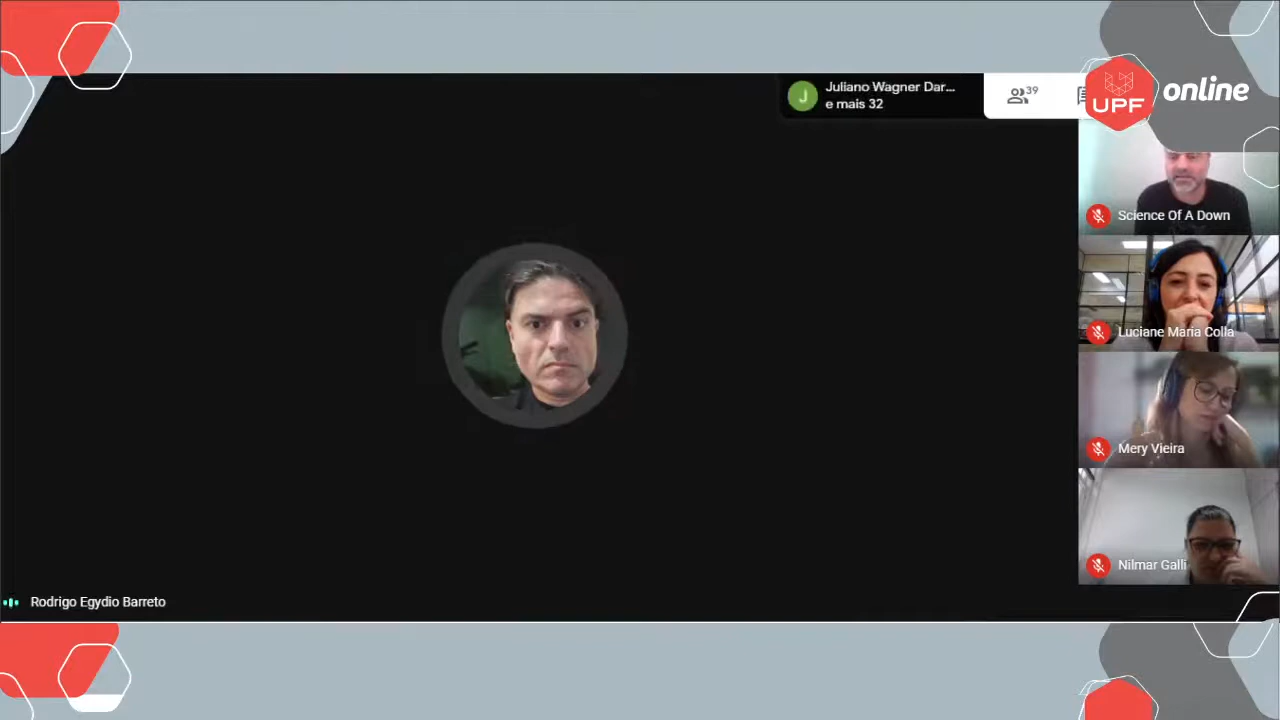 Juliano Wagner Dar...
e mais 32
39
UPF
online
Science Of A Down
Luciane Maria Colla
Mery Vieira
Nilmar Galli
Rodrigo Egydio Barreto